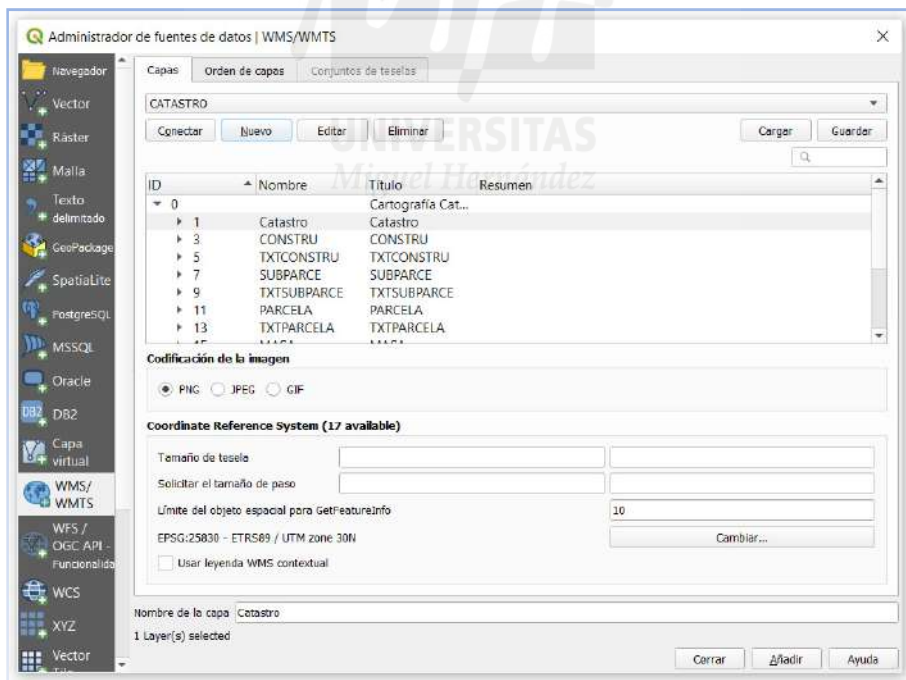 Administrador de fuentes de datos | WMS/WMTS
Navegador
Vector
Ráster
Malla
Texto
delimitado
GeoPackage
SpatiaLite
PostgreSQL
MSSQL
Oracle
DB2
Capa
virtual
WMS/
WMTS
WFS /
OGC API -
Funcionalida
WCS
XYZ
Vector
Capas Orden de capas Conjuntos de teselas
CATASTRO
Conectar Nuevo Editar Eliminar Cargar Guardar
UNIVERSITAS
Miguel Hernández
ID Nombre Título Resumen
0 Cartografía Cat...
1 Catastro Catastro
3 CONSTRU CONSTRU
5 TXTCONSTRU TXTCONSTRU
7 SUBPARCE SUBPARCE
9 TXTSUBPARCE TXTSUBPARCE
11 PARCELA PARCELA
13 TXTPARCELA TXTPARCELA
Codificación de la imagen
PNG JPEG GIF
Coordinate Reference System (17 available)
Tamaño de tesela
Solicitar el tamaño de paso
Límite del objeto espacial para GetFeatureInfo 10
EPSG:25830 - ETRS89 / UTM zone 30N Cambiar...
Usar leyenda WMS contextual
Nombre de la capa Catastro
1 Layer(s) selected
Cerrar Añadir Ayuda